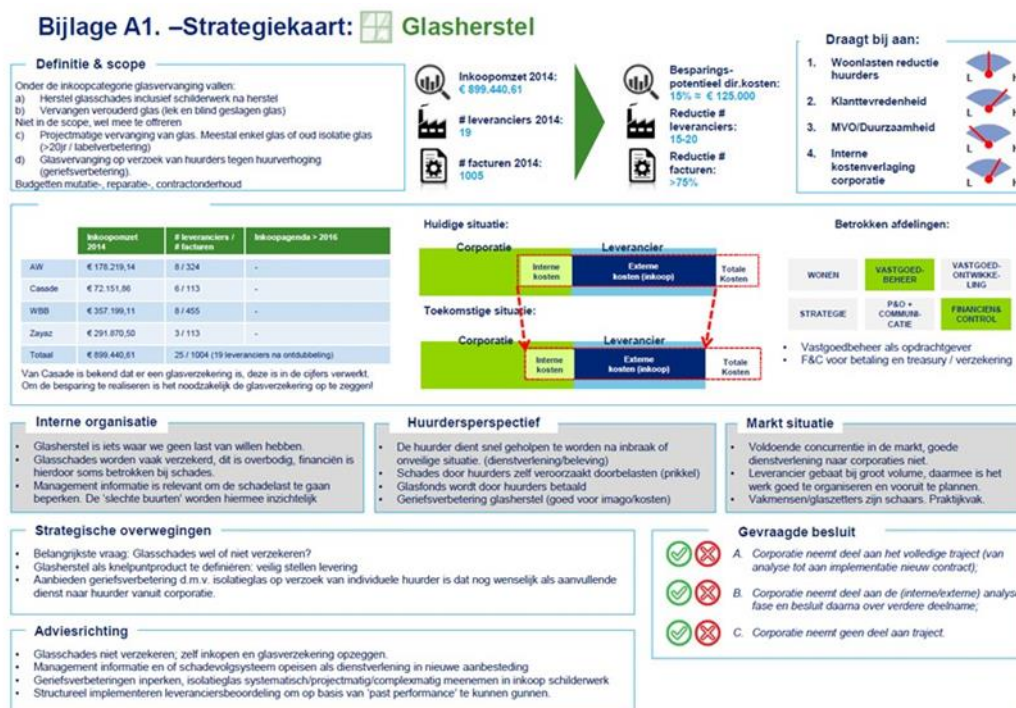 Bijlage A1. –Strategiekaart: Glasherstel
Definitie & scope
Onder de inkoopcategorie glasvervanging vallen:
a) Herstel glasschades inclusief schilderwerk na herstel
b) Vervangen verouderd glas (lek en blind geslagen glas)
Niet in de scope, wel mee te offreren
c) Projectmatige vervanging van glas. Meestal enkel glas of oud isolatie glas
(>20jr / labelverbetering)
d) Glasvervanging op verzoek van huurders tegen huurverhoging
(geriefsverbetering).
Budgetten mutatie-, reparatie-, contractonderhoud
Inkoopomzet 2014:
€ 899.440,61
# leveranciers 2014:
19
# facturen 2014:
1005
Besparings-
potentieel dir.kosten:
15% = € 125.000
Reductie #
leveranciers:
15-20
Reductie #
facturen:
>75%
Draagt bij aan:
1. Woonlasten reductie
huurders
2. Klanttevredenheid
3. MVO/Duurzaamheid
4. Interne
kostenverlaging
corporatie
L H
L H
L H
L H
Inkoopomzet
2014
# leveranciers /
# facturen
Inkoopagenda > 2016
AW € 178.219,14 8 / 324 -
Casade € 72.151,86 6 / 113 -
WBB € 357.199,11 8 / 455 -
Zayaz € 291.870,50 3 / 113 -
Totaal € 899.440,61 25 / 1004 (19 leveranciers na ontdubbeling)
Van Casade is bekend dat er een glasverzekering is, deze is in de cijfers verwerkt.
Om de besparing te realiseren is het noodzakelijk de glasverzekering op te zeggen!
Huidige situatie:
Corporatie Leverancier
Interne
kosten
Externe
kosten (inkoop)
Totale
Kosten
Toekomstige situatie:
Corporatie Leverancier
Interne
kosten
Externe
kosten (inkoop)
Totale
Kosten
Betrokken afdelingen:
WONEN
VASTGOED-
BEHEER
VASTGOED-
ONTWIKKE-
LING
STRATEGIE
P&O +
COMMUNI-
CATIE
FINANCIEN&
CONTROL
• Vastgoedbeheer als opdrachtgever
• F&C voor betaling en treasury / verzekering
Interne organisatie
• Glasherstel is iets waar we geen last van willen hebben.
• Glasschades worden vaak verzekerd, dit is overbodig, financiën is
hierdoor soms betrokken bij schades.
• Management informatie is relevant om de schadelast te gaan
beperken. De 'slechte buurten' worden hiermee inzichtelijk
Huurdersperspectief
• De huurder dient snel geholpen te worden na inbraak of
onveilige situatie. (dienstverlening/beleving)
• Schades door huurders zelf veroorzaakt doorbelasten (prikkel)
• Glasfonds wordt door huurders betaald
• Geriefsverbetering glasherstel (goed voor imago/kosten)
Markt situatie
• Voldoende concurrentie in de markt, goede
dienstverlening naar corporaties niet.
• Leverancier gebaat bij groot volume, daarmee is het
werk goed te organiseren en vooruit te plannen.
• Vakmensen/glaszetters zijn schaars. Praktijkvak.
Strategische overwegingen
• Belangrijkste vraag: Glasschades wel of niet verzekeren?
• Glasherstel als knelpuntproduct te definiëren: veilig stellen levering
• Aanbieden geriefsverbetering d.m.v. isolatieglas op verzoek van individuele huurder is dat nog wenselijk als aanvullende
dienst naar huurder vanuit corporatie.
Adviesrichting
• Glasschades niet verzekeren; zelf inkopen en glasverzekering opzeggen.
• Management informatie en of schadevolgsysteem opeisen als dienstverlening in nieuwe aanbesteding
• Geriefsverbeteringen inperken, isolatieglas systematisch/projectmatig/complexmatig meenemen in inkoop schilderwerk
• Structureel implementeren leveranciersbeoordeling om op basis van 'past performance' te kunnen gunnen.
Gevraagde besluit
A. Corporatie neemt deel aan het volledige traject (van
analyse tot aan implementatie nieuw contract);
B. Corporatie neemt deel aan de (interne/externe) analyse
fase en besluit daarna over verdere deelname;
C. Corporatie neemt geen deel aan traject.